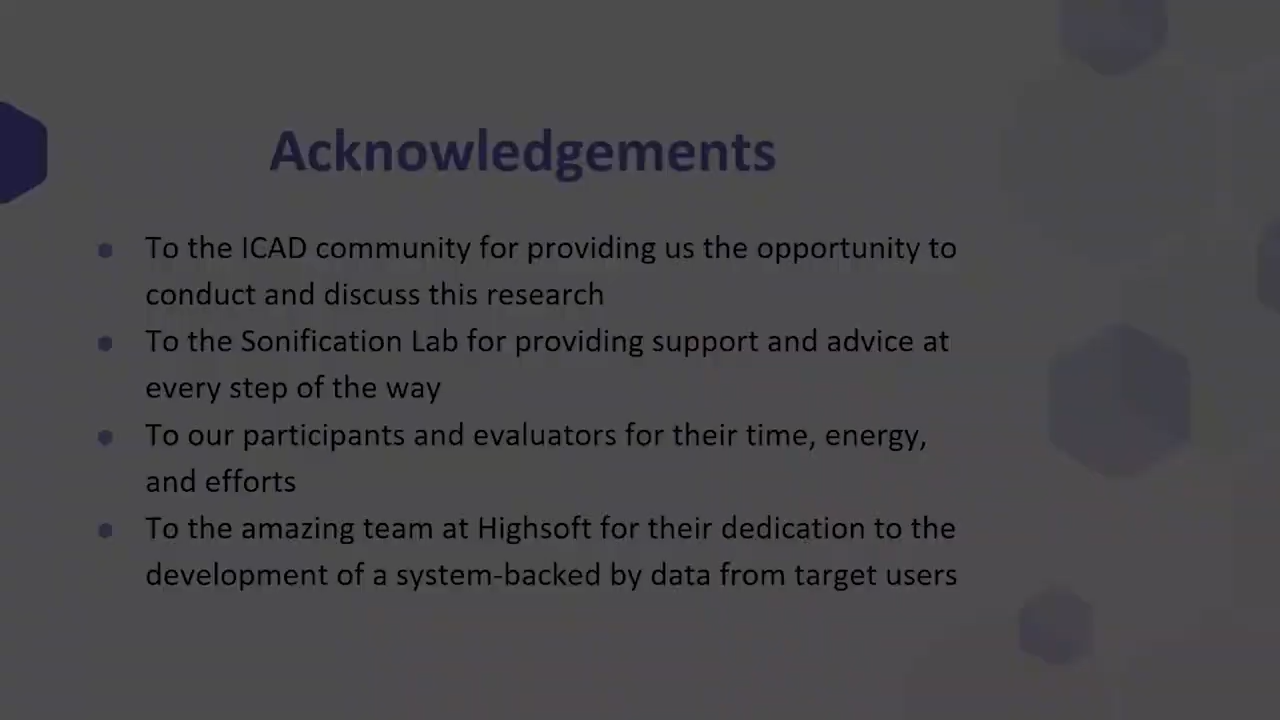 Acknowledgements
To the ICAD community for providing us the opportunity to
conduct and discuss this research
To the Sonification Lab for providing support and advice at
every step of the way
To our participants and evaluators for their time, energy,
and efforts
To the amazing team at Highsoft for their dedication to the
development of a system-backed by data from target users